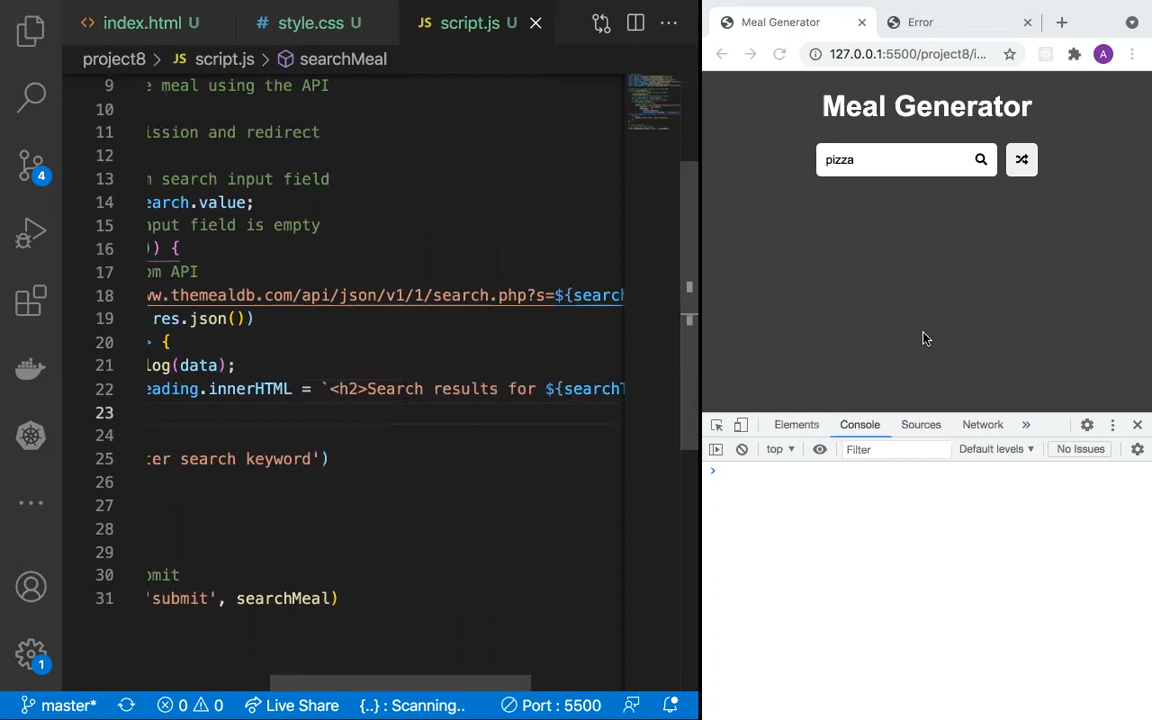 index.html U
# style.css U
JS script.js U
project8 > JS script.js > searchMeal
9 e meal using the API
10
11 ission and redirect
12
13 m search input field
14 earch.value;
15 nput field is empty
16 )) {
17 om API
18 ww.themealdb.com/api/json/v1/1/search.php?s=${search
19 res.json())
20 > {
21 log(data);
22 eading.innerHTML = `<h2>Search results for ${searchT
23
24
25 ter search keyword')
26
27
28
29
30 bmit
31 'submit', searchMeal)
4
1
master* 0 0 Live Share {..} : Scanning.. Port : 5500
Meal Generator
Error
127.0.0.1:5500/project8/i...
A
Meal Generator
pizza
Elements Console Sources Network »
top Filter Default levels No Issues
>